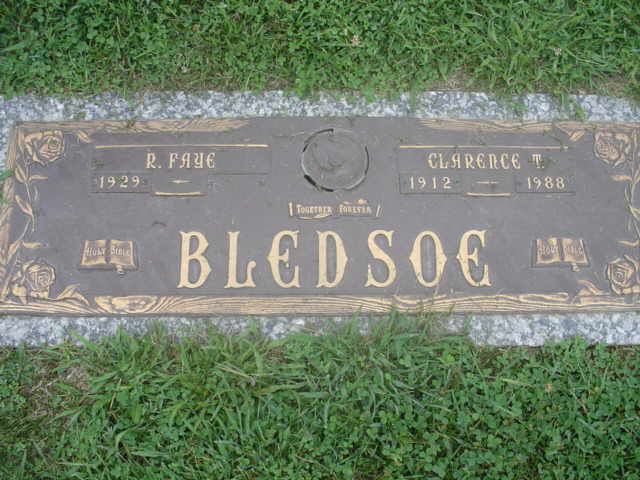 R. FAYE
1929 -
CLARENCE T.
1912 - 1988
TOGETHER FOREVER
HOLY BIBLE
BLEDSOE
HOLY BIBLE